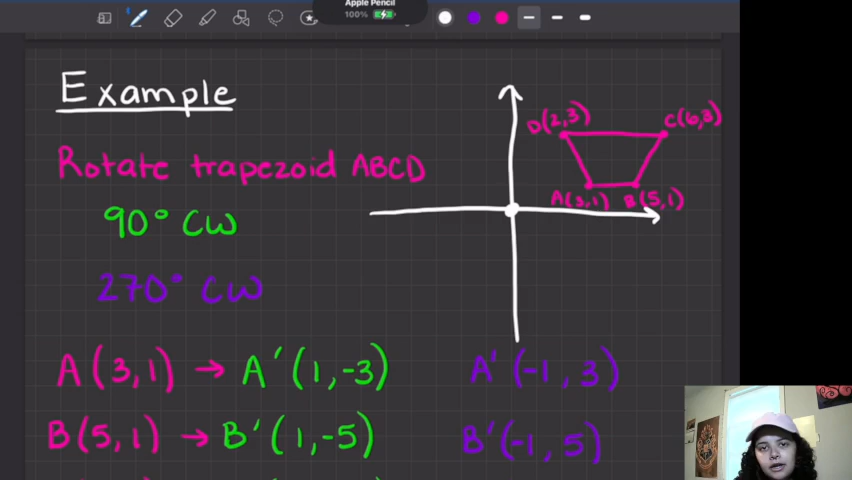 Apple Pencil
100%
Example
D(2,3)
C(6,3)
Rotate trapezoid ABCD
A(3,1) B(5,1)
90° CW
270° CW
A(3,1) → A'(1,-3) A'(-1,3)
B(5,1) → B'(1,-5) B'(-1,5)